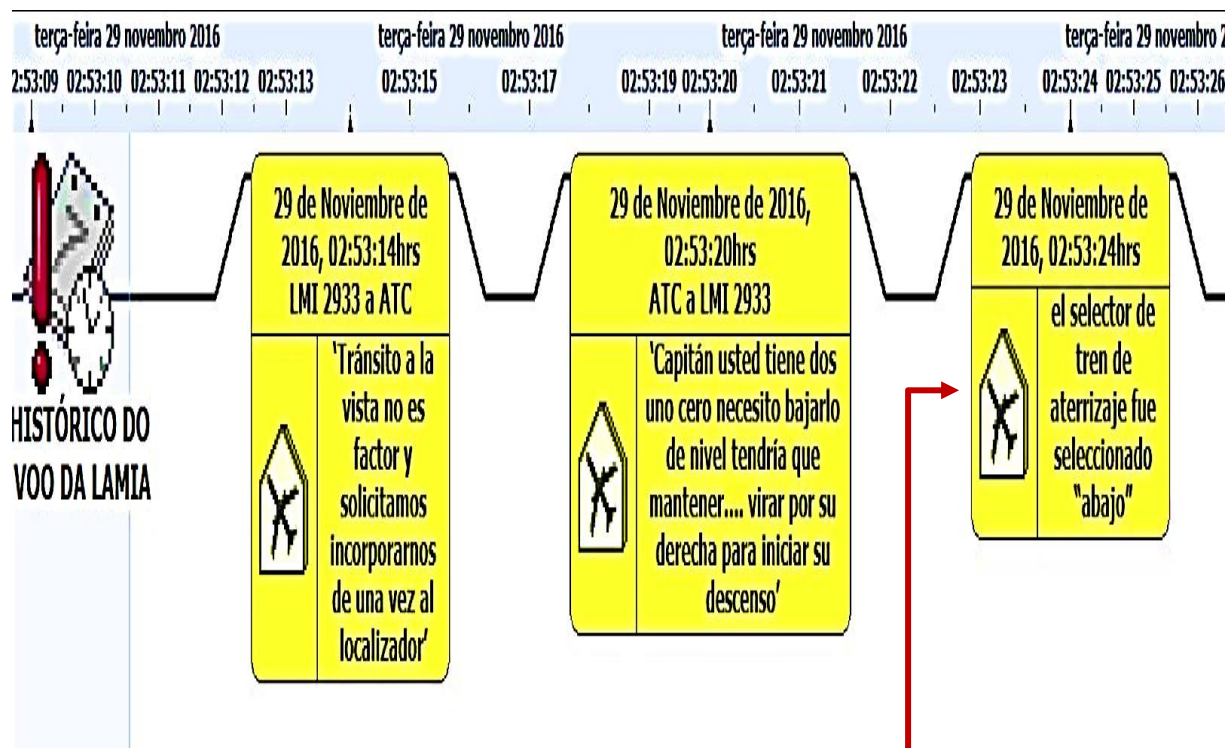 terça-feira 29 novembro 2016 terça-feira 29 novembro 2016 terça-feira 29 novembro 2016 terça-feira 29 novembro 2
2:53:09 02:53:10 02:53:11 02:53:12 02:53:13 02:53:15 02:53:17 02:53:19 02:53:20 02:53:21 02:53:22 02:53:23 02:53:24 02:53:25 02:53:26
HISTÓRICO DO
VOO DA LAMIA
29 de Noviembre de
2016, 02:53:14hrs
LMI 2933 a ATC
'Tránsito a la
vista no es
factor y
solicitamos
incorporarnos
de una vez al
localizador'
29 de Noviembre de 2016,
02:53:20hrs
ATC a LMI 2933
'Capitán usted tiene dos
uno cero necesito bajarlo
de nivel tendría que
mantener.... virar por su
derecha para iniciar su
descenso'
29 de Noviembre de
2016, 02:53:24hrs
el selector de
tren de
aterrizaje fue
seleccionado
"abajo"